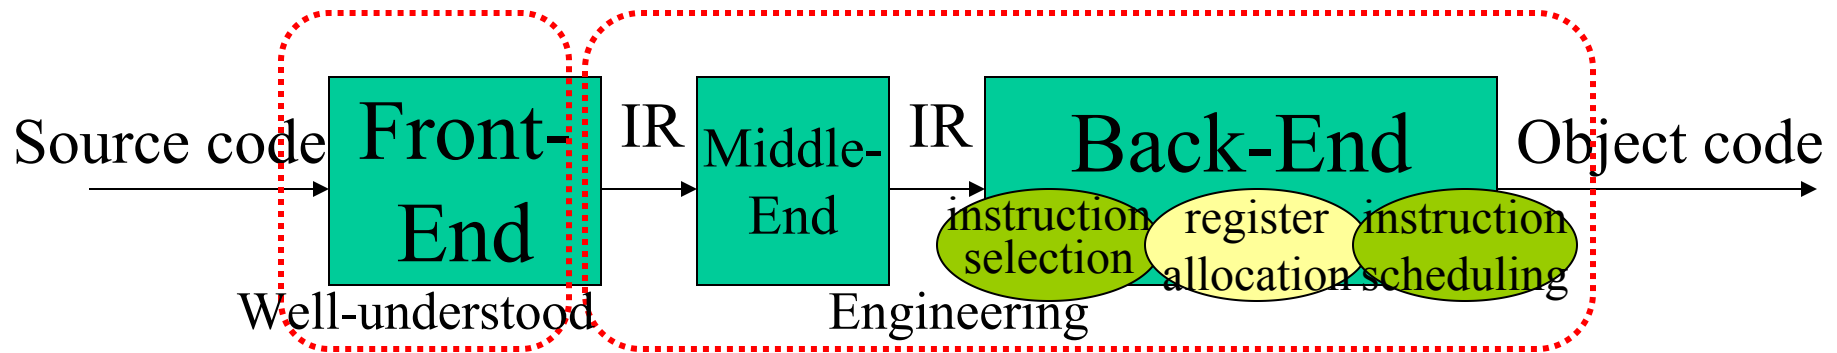 Source code
Front-
End
IR
Middle-
End
IR
Back-End
instruction
selection
register
allocation
instruction
scheduling
Object code
Well-understood
Engineering